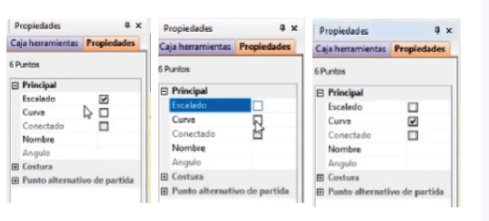 Propiedades
Caja herramientas Propiedades
6 Puntos
Principal
Escalado
Curva
Conectado
Nombre
Angulo
Costura
Punto alternativo de partida
Propiedades
Caja herramientas Propiedades
6 Puntos
Principal
Escalado
Curva
Conectado
Nombre
Angulo
Costura
Punto alternativo de partida
Propiedades
Caja herramientas Propiedades
6 Puntos
Principal
Escalado
Curva
Conectado
Nombre
Angulo
Costura
Punto alternativo de partida